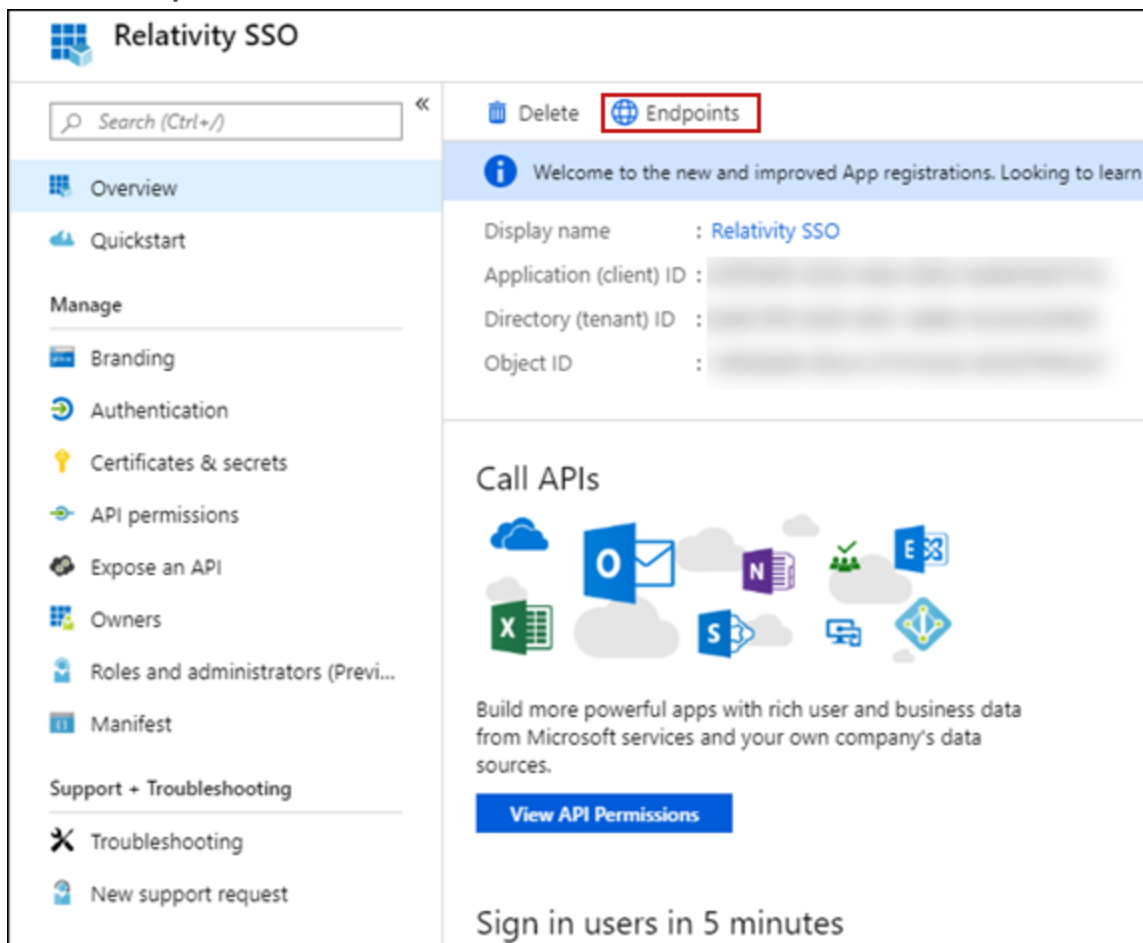 Relativity SSO
Search (Ctrl+/)
«
Overview
Quickstart
Manage
Branding
Authentication
Certificates & secrets
API permissions
Expose an API
Owners
Roles and administrators (Previ...
Manifest
Support + Troubleshooting
Troubleshooting
New support request
Delete
Endpoints
Welcome to the new and improved App registrations. Looking to learn
Display name : Relativity SSO
Application (client) ID :
Directory (tenant) ID :
Object ID :
Call APIs
Build more powerful apps with rich user and business data
from Microsoft services and your own company's data
sources.
View API Permissions
Sign in users in 5 minutes